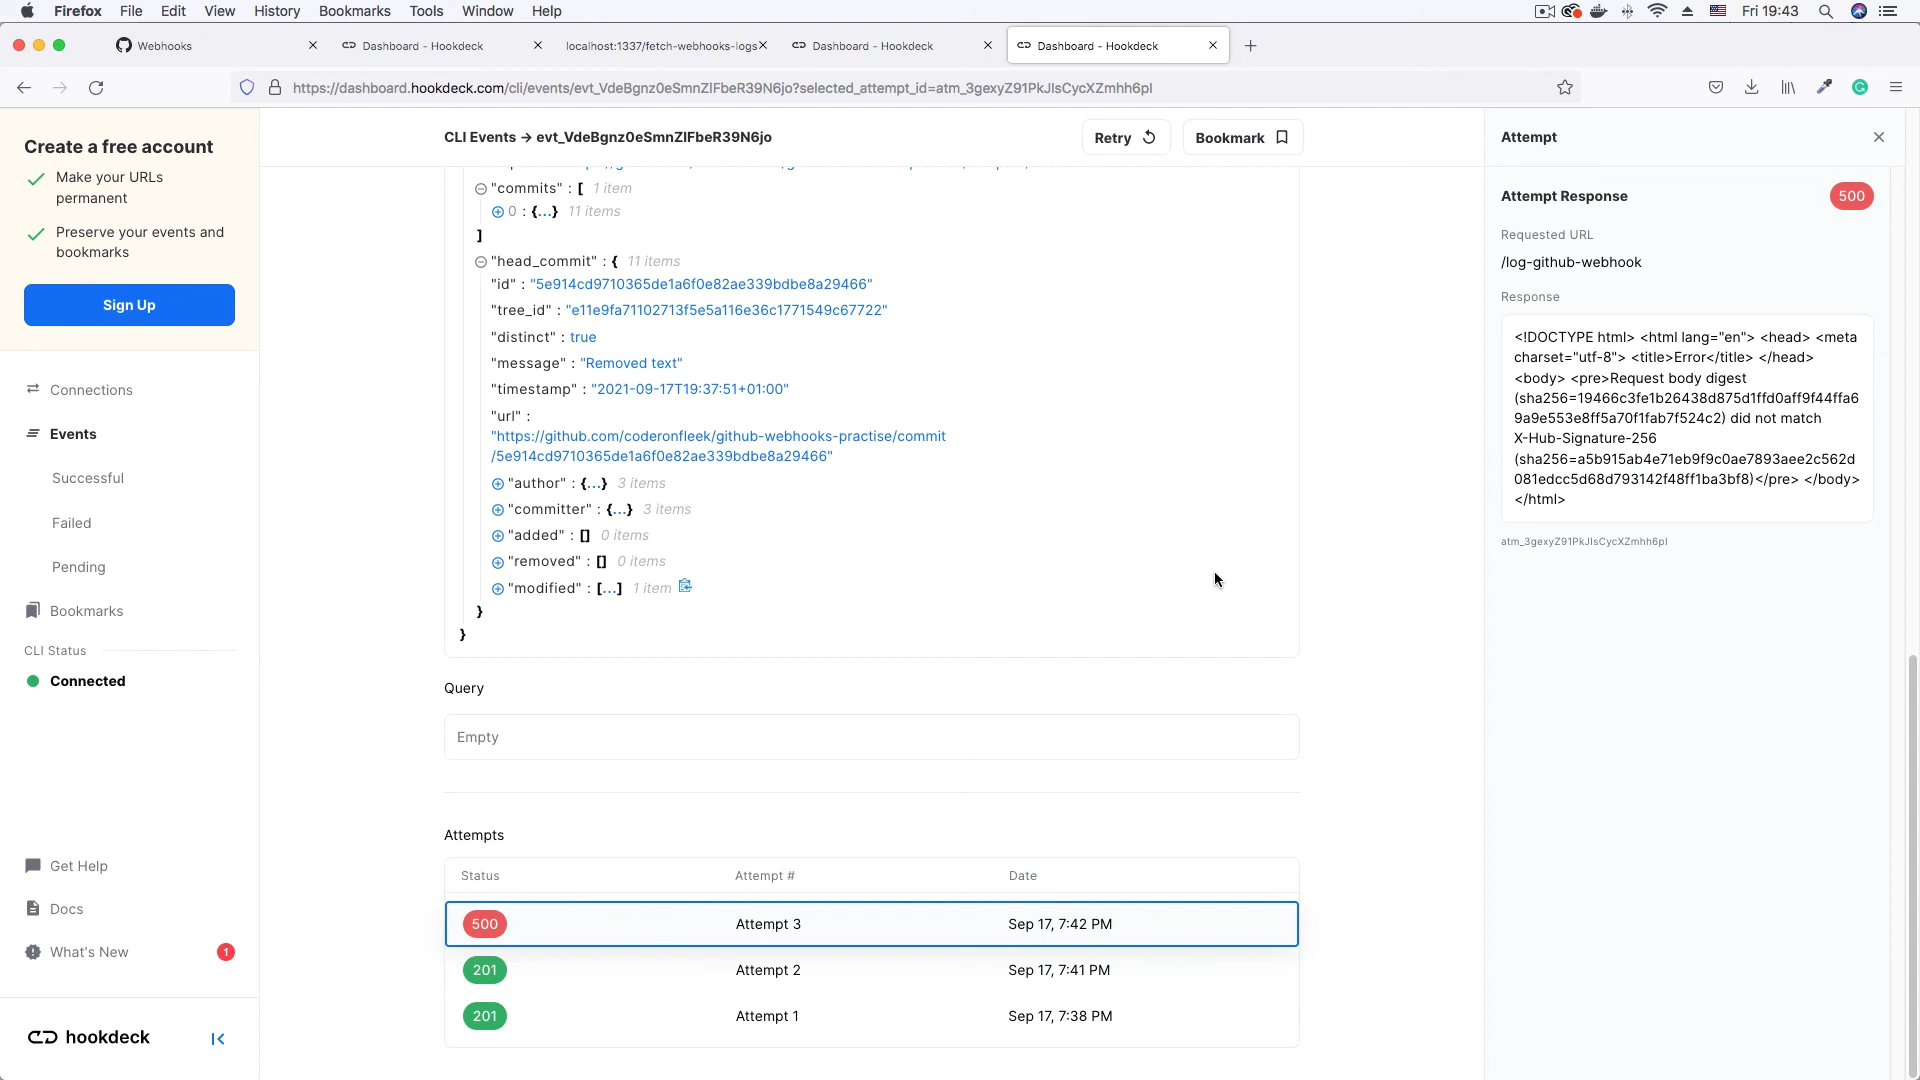 Firefox File Edit View History Bookmarks Tools Window Help Fri 19:43
Webhooks Dashboard - Hookdeck localhost:1337/fetch-webhooks-logs Dashboard - Hookdeck Dashboard - Hookdeck
https://dashboard.hookdeck.com/cli/events/evt_VdeBgnz0eSmnZlFbeR39N6jo?selected_attempt_id=atm_3gexyZ91PkJlsCycXZmhh6pl
Create a free account
Make your URLs
permanent
Preserve your events and
bookmarks
Sign Up
Connections
Events
Successful
Failed
Pending
Bookmarks
CLI Status
Connected
Get Help
Docs
What's New 1
hookdeck
CLI Events → evt_VdeBgnz0eSmnZlFbeR39N6jo Retry Bookmark
"commits" : [ 1 item
0 : {...} 11 items
]
"head_commit" : { 11 items
"id" : "5e914cd9710365de1a6f0e82ae339bdbe8a29466"
"tree_id" : "e11e9fa71102713f5e5a116e36c1771549c67722"
"distinct" : true
"message" : "Removed text"
"timestamp" : "2021-09-17T19:37:51+01:00"
"url" :
"https://github.com/coderonfleek/github-webhooks-practise/commit
/5e914cd9710365de1a6f0e82ae339bdbe8a29466"
"author" : {...} 3 items
"committer" : {...} 3 items
"added" : [] 0 items
"removed" : [] 0 items
"modified" : [...] 1 item
}
}
Query
Empty
Attempts
Status Attempt # Date
500 Attempt 3 Sep 17, 7:42 PM
201 Attempt 2 Sep 17, 7:41 PM
201 Attempt 1 Sep 17, 7:38 PM
Attempt
Attempt Response 500
Requested URL
/log-github-webhook
Response
<!DOCTYPE html> <html lang="en"> <head> <meta
charset="utf-8"> <title>Error</title> </head>
<body> <pre>Request body digest
(sha256=19466c3fe1b26438d875d1ffd0aff9f44ffa6
9a9e553e8ff5a70f1fab7f524c2) did not match
X-Hub-Signature-256
(sha256=a5b915ab4e71eb9f9c0ae7893aee2c562d
081edcc5d68d793142f48ff1ba3bf8)</pre> </body>
</html>
atm_3gexyZ91PkJlsCycXZmhh6pl